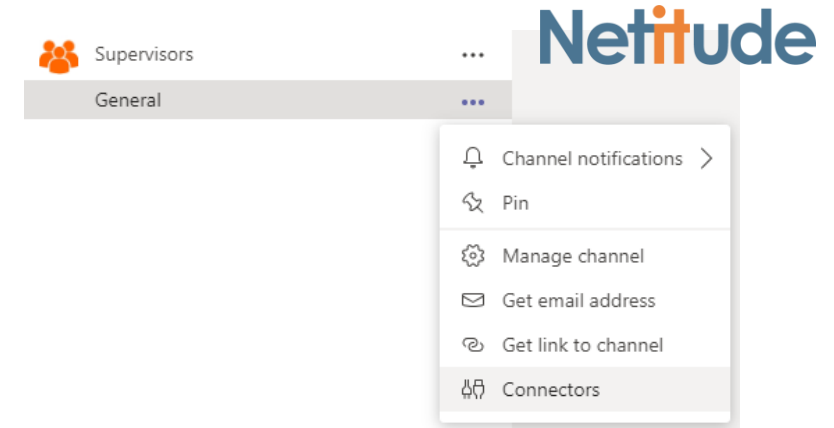 Netitude
Supervisors
General
Channel notifications
Pin
Manage channel
Get email address
Get link to channel
Connectors